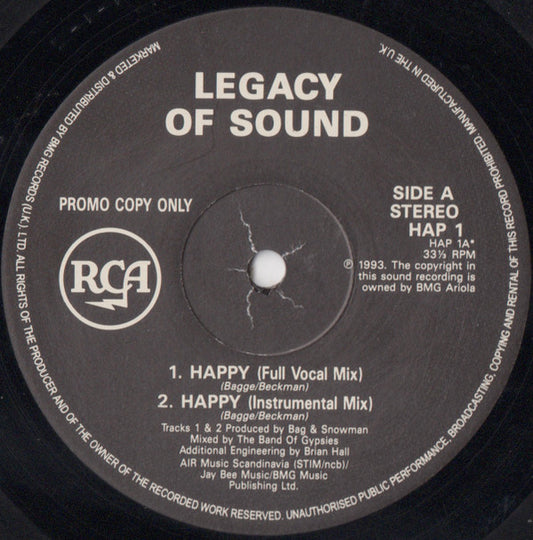 LEGACY
OF SOUND
PROMO COPY ONLY
RCA
SIDE A
STEREO
HAP 1
HAP 1A*
33⅓ RPM
℗ 1993. The copyright in
this sound recording is
owned by BMG Ariola
1. HAPPY (Full Vocal Mix)
(Bagge/Beckman)
2. HAPPY (Instrumental Mix)
(Bagge/Beckman)
Tracks 1 & 2 Produced by Bag & Snowman
Mixed by The Band Of Gypsies
Additional Engineering by Brian Hall
AIR Music Scandinavia (STIM/ncb)/
Jay Bee Music/BMG Music
Publishing Ltd.
MARKETED & DISTRIBUTED BY BMG RECORDS (U.K.) LTD. ALL RIGHTS OF THE PRODUCER AND OF THE OWNER OF THE RECORDED WORK RESERVED. UNAUTHORISED PUBLIC PERFORMANCE, BROADCASTING, COPYING AND RENTAL OF THIS RECORD PROHIBITED. MANUFACTURED IN THE U.K.